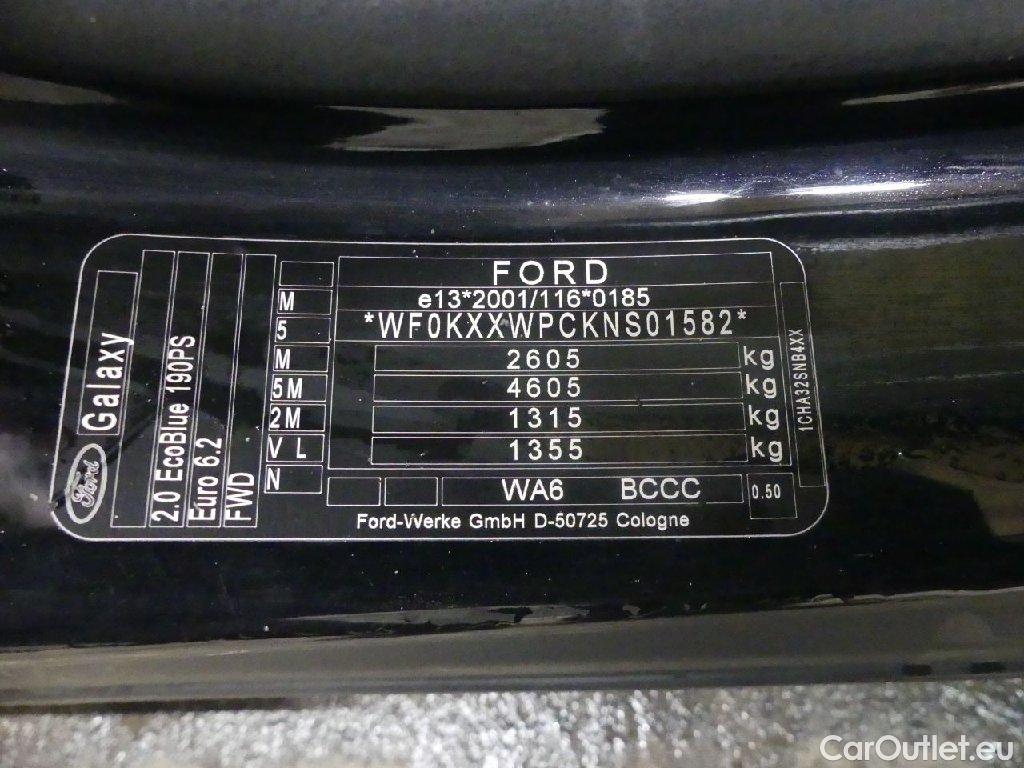 FORD
e13*2001/116*0185
*WF0KXXWPCKNS01582*
2605 kg
4605 kg
1315 kg
1355 kg
WA6 BCCC 0.50
Ford-Werke GmbH D-50725 Cologne
M
5
M
5M
2M
V L
N
Ford Galaxy
2.0 EcoBlue 190PS
Euro 6.2
FWD
1CHA32SNB4XX
CarOutlet.eu